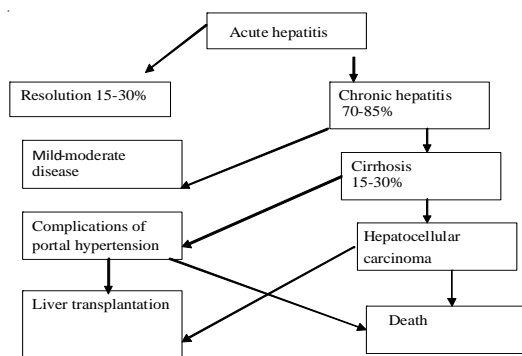 Acute hepatitis
Resolution 15-30%
Chronic hepatitis
70-85%
Mild-moderate
disease
Cirrhosis
15-30%
Complications of
portal hypertension
Hepatocellular
carcinoma
Liver transplantation
Death